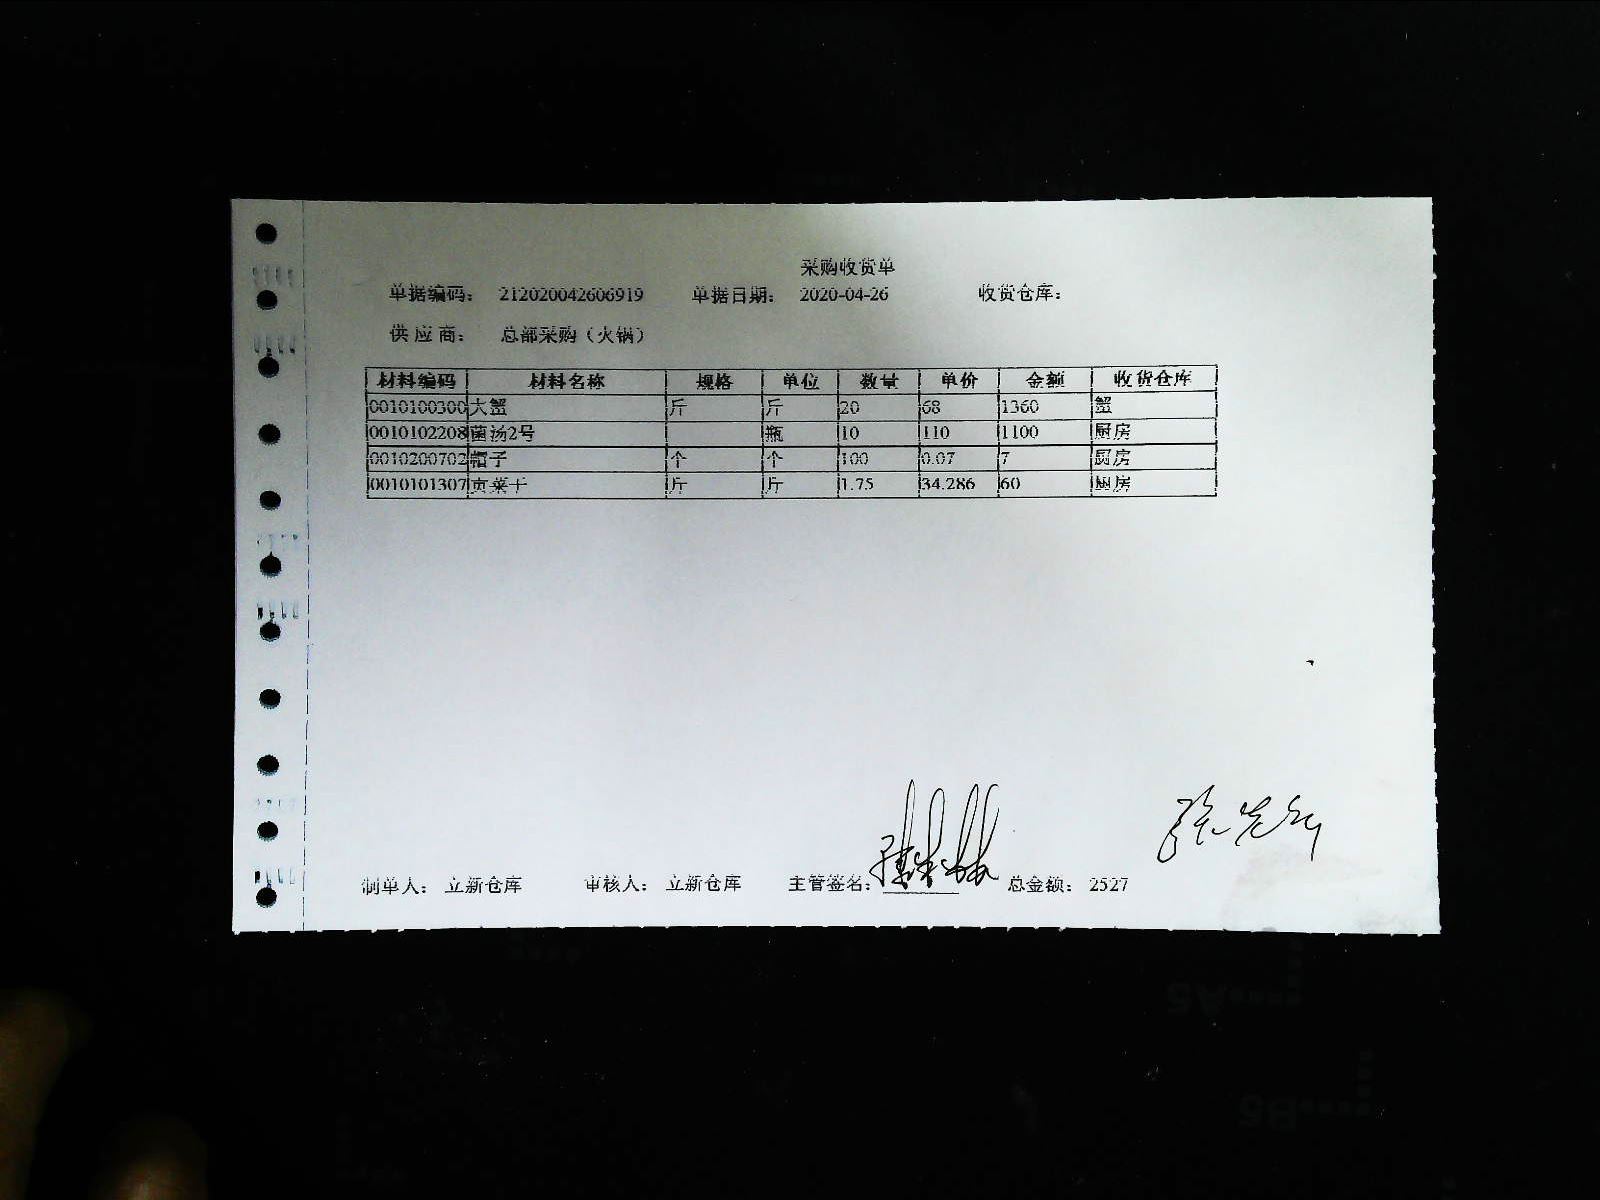 采购收货单
单据编码： 212020042606919 单据日期： 2020-04-26 收货仓库：
供应商： 总部采购（火锅）
材料编码 材料名称 规格 单位 数量 单价 金额 收货仓库
0010100300 大蟹 斤 斤 20 68 1360 蟹
0010102208 菌汤2号 瓶 10 110 1100 厨房
0010200702 帽子 个 个 100 0.07 7 厨房
0010101307 贡菜干 斤 斤 1.75 34.286 60 厨房
制单人： 立新仓库 审核人： 立新仓库 主管签名： 总金额： 2527